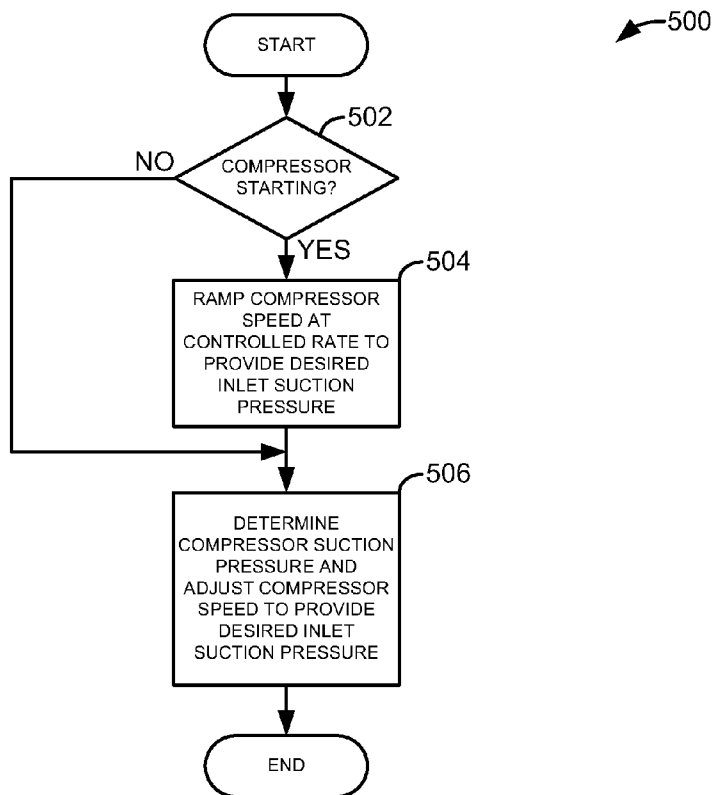 START
500
502
NO
COMPRESSOR
STARTING?
YES
504
RAMP COMPRESSOR
SPEED AT
CONTROLLED RATE TO
PROVIDE DESIRED
INLET SUCTION
PRESSURE
506
DETERMINE
COMPRESSOR SUCTION
PRESSURE AND
ADJUST COMPRESSOR
SPEED TO PROVIDE
DESIRED INLET
SUCTION PRESSURE
END